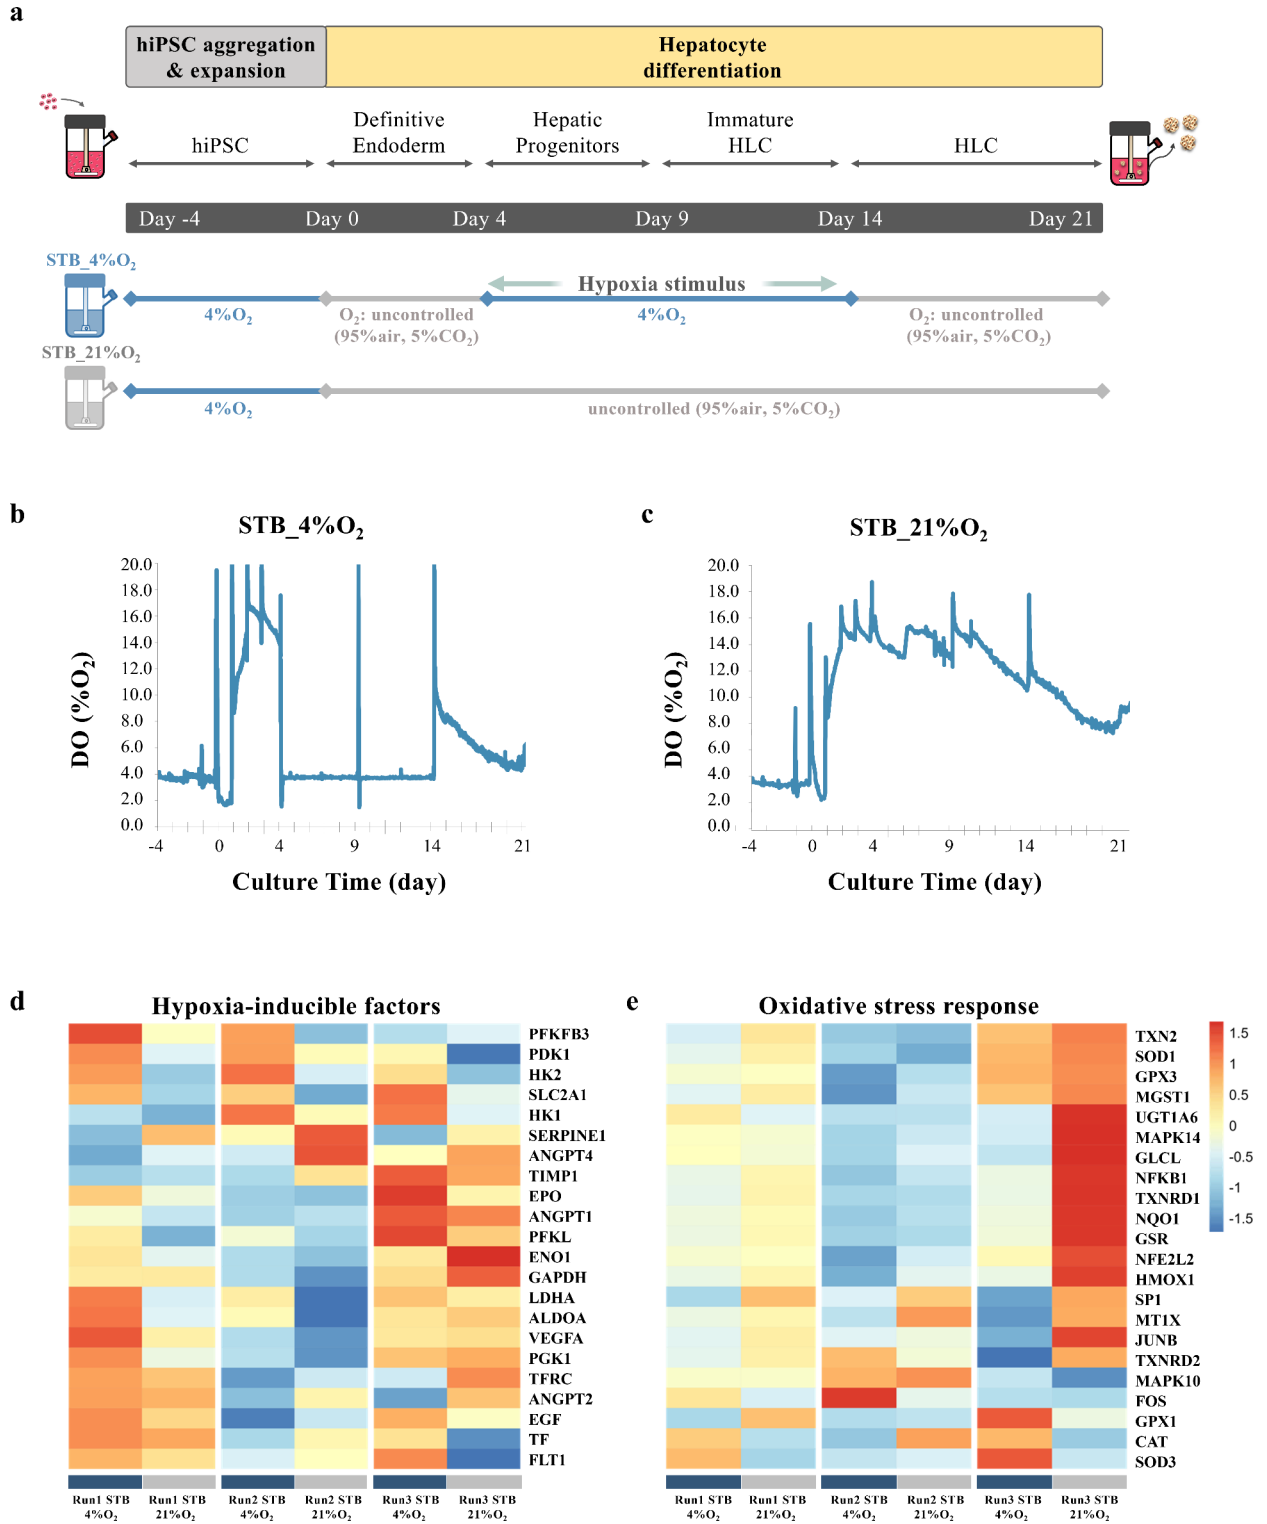 a
hiPSC aggregation
& expansion
Hepatocyte
differentiation
hiPSC
Definitive
Endoderm
Hepatic
Progenitors
Immature
HLC
HLC
Day -4
Day 0
Day 4
Day 9
Day 14
Day 21
STB_4%O2
Hypoxia stimulus
4%O2
O2: uncontrolled
(95%air, 5%CO2)
4%O2
O2: uncontrolled
(95%air, 5%CO2)
STB_21%O2
4%O2
uncontrolled (95%air, 5%CO2)
b
STB_4%O2
DO (%O2)
20.0
18.0
16.0
14.0
12.0
10.0
8.0
6.0
4.0
2.0
0.0
-4 0 4 9 14 21
Culture Time (day)
c
STB_21%O2
DO (%O2)
20.0
18.0
16.0
14.0
12.0
10.0
8.0
6.0
4.0
2.0
0.0
-4 0 4 9 14 21
Culture Time (day)
d
Hypoxia-inducible factors
PFKFB3
PDK1
HK2
SLC2A1
HK1
SERPINE1
ANGPT4
TIMP1
EPO
ANGPT1
PFKL
ENO1
GAPDH
LDHA
ALDOA
VEGFA
PGK1
TFRC
ANGPT2
EGF
TF
FLT1
Run1 STB
4%O2
Run1 STB
21%O2
Run2 STB
4%O2
Run2 STB
21%O2
Run3 STB
4%O2
Run3 STB
21%O2
e
Oxidative stress response
TXN2
SOD1
GPX3
MGST1
UGT1A6
MAPK14
GLCL
NFKB1
TXNRD1
NQO1
GSR
NFE2L2
HMOX1
SP1
MT1X
JUNB
TXNRD2
MAPK10
FOS
GPX1
CAT
SOD3
1.5
1
0.5
0
-0.5
-1
-1.5
Run1 STB
4%O2
Run1 STB
21%O2
Run2 STB
4%O2
Run2 STB
21%O2
Run3 STB
4%O2
Run3 STB
21%O2